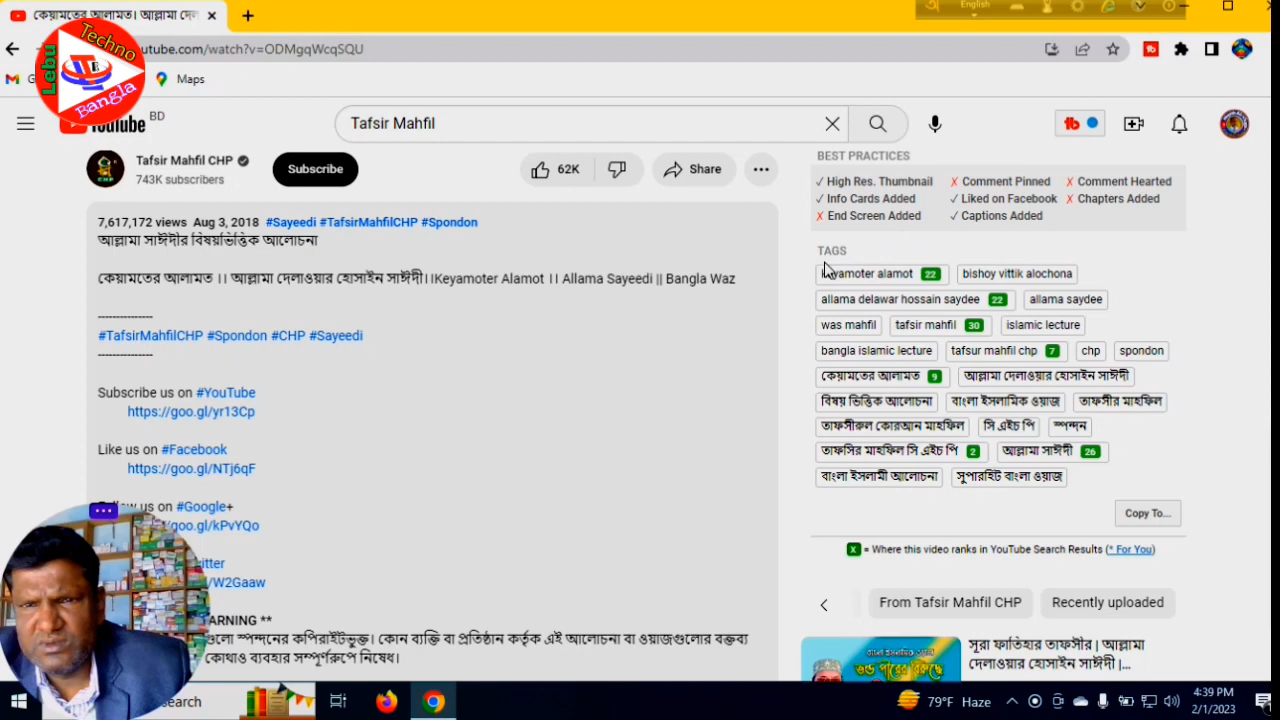 কেয়ামতের আলামত। আল্লামা দেল
English
Lebu Techno Bangla
utube.com/watch?v=ODMgqWcqSQU
Maps
YouTube BD
Tafsir Mahfil
Tafsir Mahfil CHP
743K subscribers
Subscribe
62K
Share
7,617,172 views Aug 3, 2018 #Sayeedi #TafsirMahfilCHP #Spondon
আল্লামা সাঈদীর বিষয়ভিত্তিক আলোচনা
কেয়ামতের আলামত ।। আল্লামা দেলাওয়ার হোসাইন সাঈদী।।Keyamoter Alamot ।। Allama Sayeedi || Bangla Waz
--------------
#TafsirMahfilCHP #Spondon #CHP #Sayeedi
--------------
Subscribe us on #YouTube
https://goo.gl/yr13Cp
Like us on #Facebook
https://goo.gl/NTj6qF
us on #Google+
goo.gl/kPvYQo
itter
/W2Gaaw
ARNING **
গুলো স্পন্দনের কপিরাইটভুক্ত। কোন ব্যক্তি বা প্রতিষ্ঠান কর্তৃক এই আলোচনা বা ওয়াজগুলোর বক্তব্য
কোথাও ব্যবহার সম্পূর্ণরুপে নিষেধ।
BEST PRACTICES
✓ High Res. Thumbnail ✗ Comment Pinned ✗ Comment Hearted
✓ Info Cards Added ✓ Liked on Facebook ✗ Chapters Added
✗ End Screen Added ✓ Captions Added
TAGS
keyamoter alamot 22 bishoy vittik alochona
allama delawar hossain saydee 22 allama saydee
was mahfil tafsir mahfil 30 islamic lecture
bangla islamic lecture tafsur mahfil chp 7 chp spondon
কেয়ামতের আলামত 9 আল্লামা দেলাওয়ার হোসাইন সাঈদী
বিষয় ভিত্তিক আলোচনা বাংলা ইসলামিক ওয়াজ তাফসীর মাহফিল
তাফসীরুল কোরআন মাহফিল সি এইচ পি স্পন্দন
তাফসির মাহফিল সি এইচ পি 2 আল্লামা সাঈদী 26
বাংলা ইসলামী আলোচনা সুপারহিট বাংলা ওয়াজ
Copy To...
X = Where this video ranks in YouTube Search Results (* For You)
From Tafsir Mahfil CHP Recently uploaded
সূরা ফাতিহার তাফসীর। আল্লামা
দেলাওয়ার হোসাইন সাঈদী।...
earch
79°F Haze
4:39 PM
2/1/2023